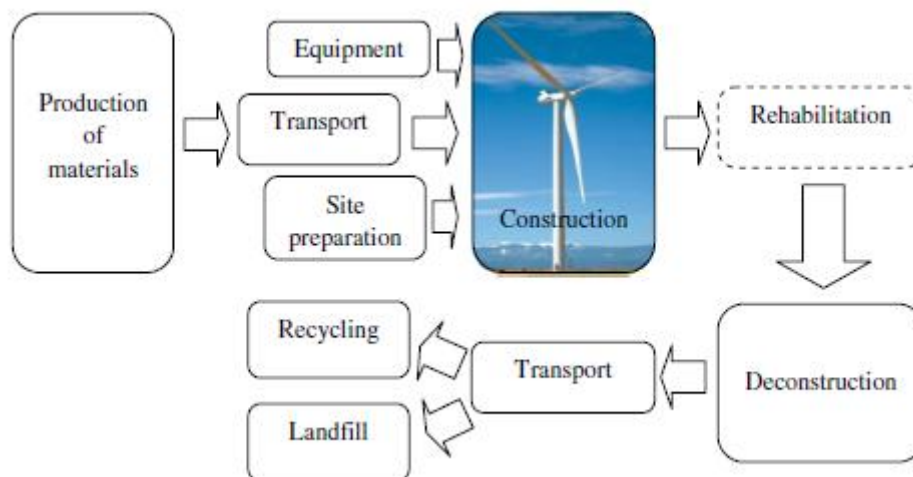 Production
of
materials
Equipment
Transport
Site
preparation
Construction
Rehabilitation
Deconstruction
Transport
Recycling
Landfill